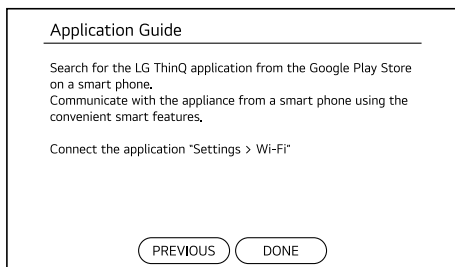 Application Guide
Search for the LG ThinQ application from the Google Play Store
on a smart phone.
Communicate with the appliance from a smart phone using the
convenient smart features.
Connect the application "Settings > Wi-Fi"
PREVIOUS
DONE